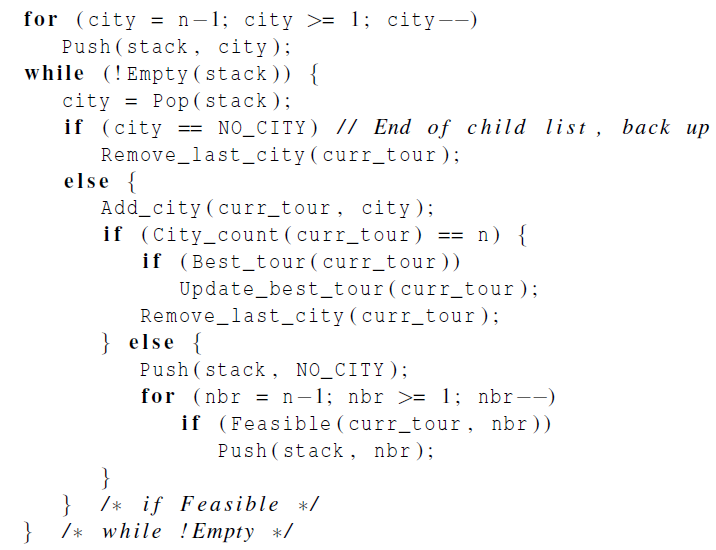 for (city = n−1; city >= 1; city−−)
Push(stack, city);
while (!Empty(stack)) {
city = Pop(stack);
if (city == NO_CITY) // End of child list, back up
Remove_last_city(curr_tour);
else {
Add_city(curr_tour, city);
if (City_count(curr_tour) == n) {
if (Best_tour(curr_tour))
Update_best_tour(curr_tour);
Remove_last_city(curr_tour);
} else {
Push(stack, NO_CITY);
for (nbr = n−1; nbr >= 1; nbr−−)
if (Feasible(curr_tour, nbr))
Push(stack, nbr);
}
} /* if Feasible */
} /* while !Empty */